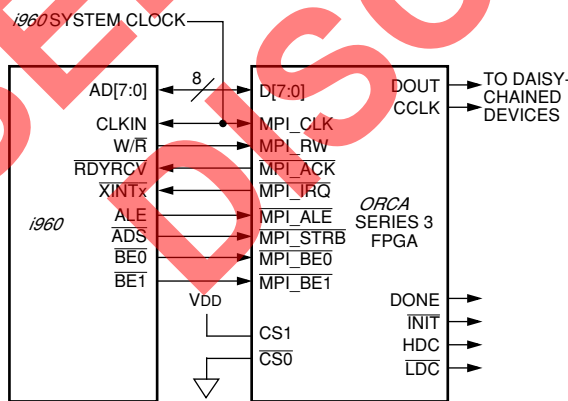 i960 SYSTEM CLOCK
AD[7:0] 8 D[7:0] DOUT TO DAISY-
CCLK CHAINED
DEVICES
CLKIN MPI_CLK
W/R MPI_RW
RDYRCV MPI_ACK
XINTx MPI_IRQ
i960 ORCA
SERIES 3
FPGA
ALE MPI_ALE
ADS MPI_STRB
BE0 MPI_BE0
BE1 MPI_BE1
VDD DONE
CS1 INIT
CS0 HDC
LDC
DISC